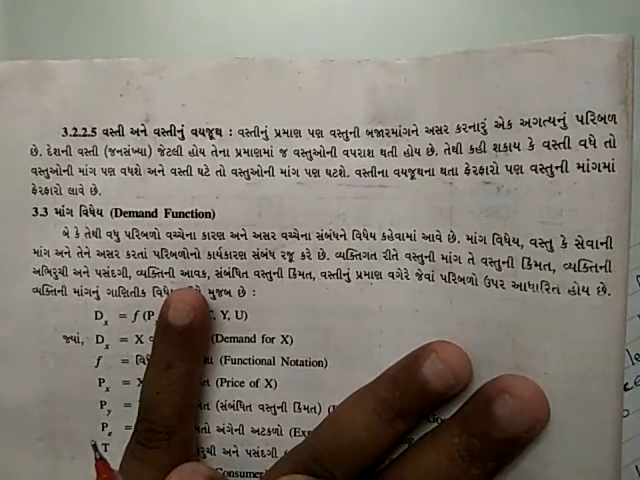 3.2.2.5 વસ્તી અને વસ્તીનું વયજૂથ : વસ્તીનું પ્રમાણ પણ વસ્તુની બજારમાંગને અસર કરનારું એક અગત્યનું પરિબળ
છે. દેશની વસ્તી (જનસંખ્યા) જેટલી હોય તેના પ્રમાણમાં જ વસ્તુઓની વપરાશ થતી હોય છે. તેથી કહી શકાય કે વસ્તી વધે તો
વસ્તુઓની માંગ પણ વધશે અને વસ્તી ઘટે તો વસ્તુઓની માંગ પણ ઘટશે. વસ્તીના વયજૂથના થતા ફેરફારો પણ વસ્તુની માંગમાં
ફેરફારો લાવે છે.
3.3 માંગ વિધેય (Demand Function)
બે કે તેથી વધુ પરિબળો વચ્ચેના કારણ અને અસર વચ્ચેના સંબંધને વિધેય કહેવામાં આવે છે. માંગ વિધેય, વસ્તુ કે સેવાની
માંગ અને તેને અસર કરતાં પરિબળોનો કાર્યકારણ સંબંધ રજૂ કરે છે. વ્યક્તિગત રીતે વસ્તુની માંગ તે વસ્તુની કિંમત, વ્યક્તિની
અભિરુચી અને પસંદગી, વ્યક્તિની આવક, સંબંધિત વસ્તુની કિંમત, વસ્તીનું પ્રમાણ વગેરે જેવાં પરિબળો ઉપર આધારિત હોય છે.
વ્યક્તિની માંગનું ગાણિતીક મુજબ છે :
Dx = f (P T, Y, U)
જ્યાં, Dx = X (Demand for X)
f = (Functional Notation)
Px = (Price of X)
Py = (સંબંધિત વસ્તુની કિંમત)
Pe = અંગેની અટકળો
T અને પસંદગી
Consumer